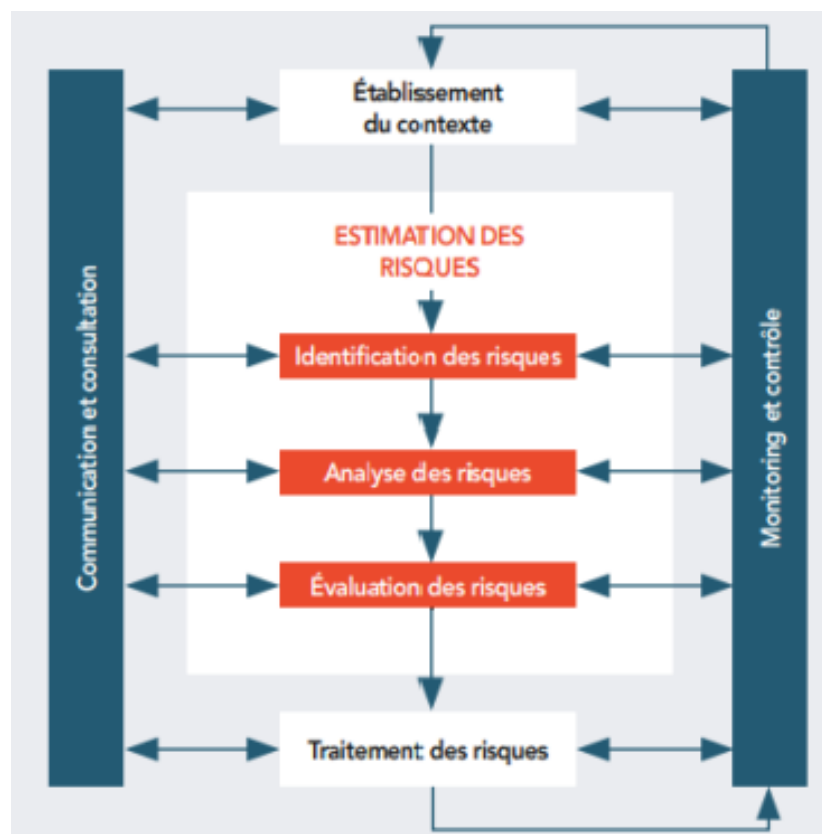 Établissement
du contexte
ESTIMATION DES
RISQUES
Communication et consultation
Identification des risques
Monitoring et contrôle
Analyse des risques
Évaluation des risques
Traitement des risques